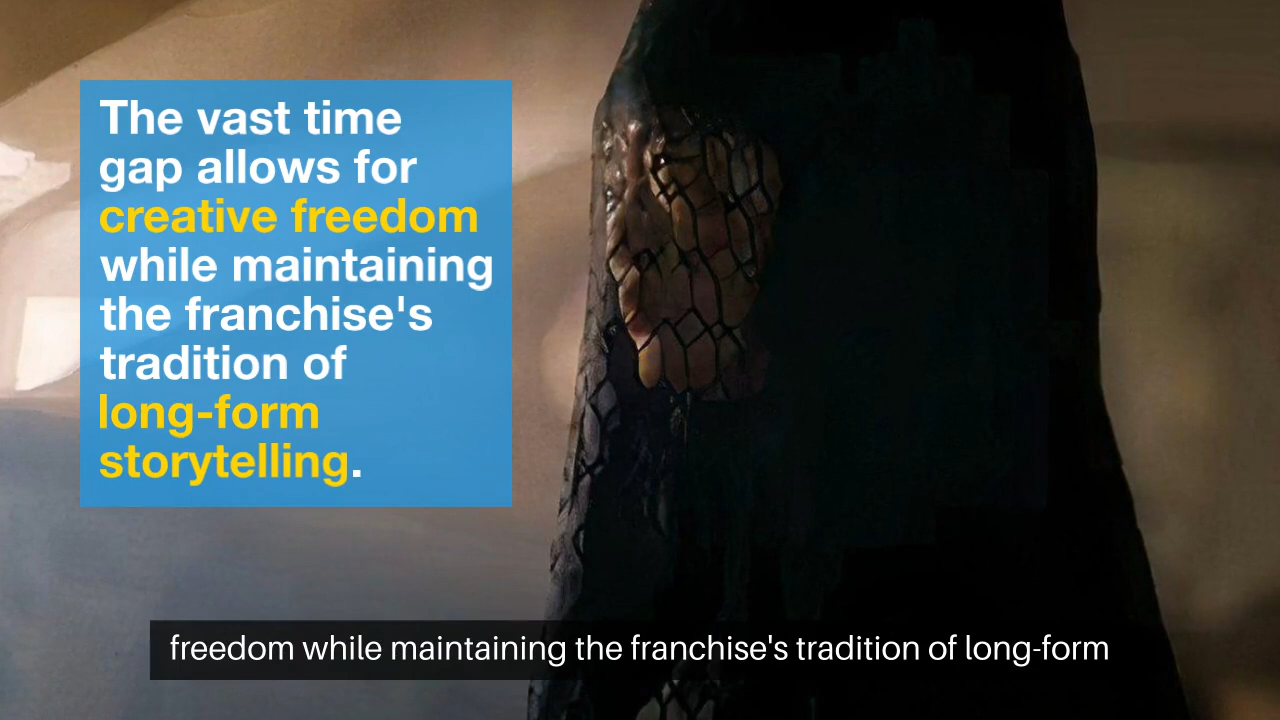 The vast time
gap allows for
creative freedom
while maintaining
the franchise's
tradition of
long-form
storytelling.
freedom while maintaining the franchise's tradition of long-form